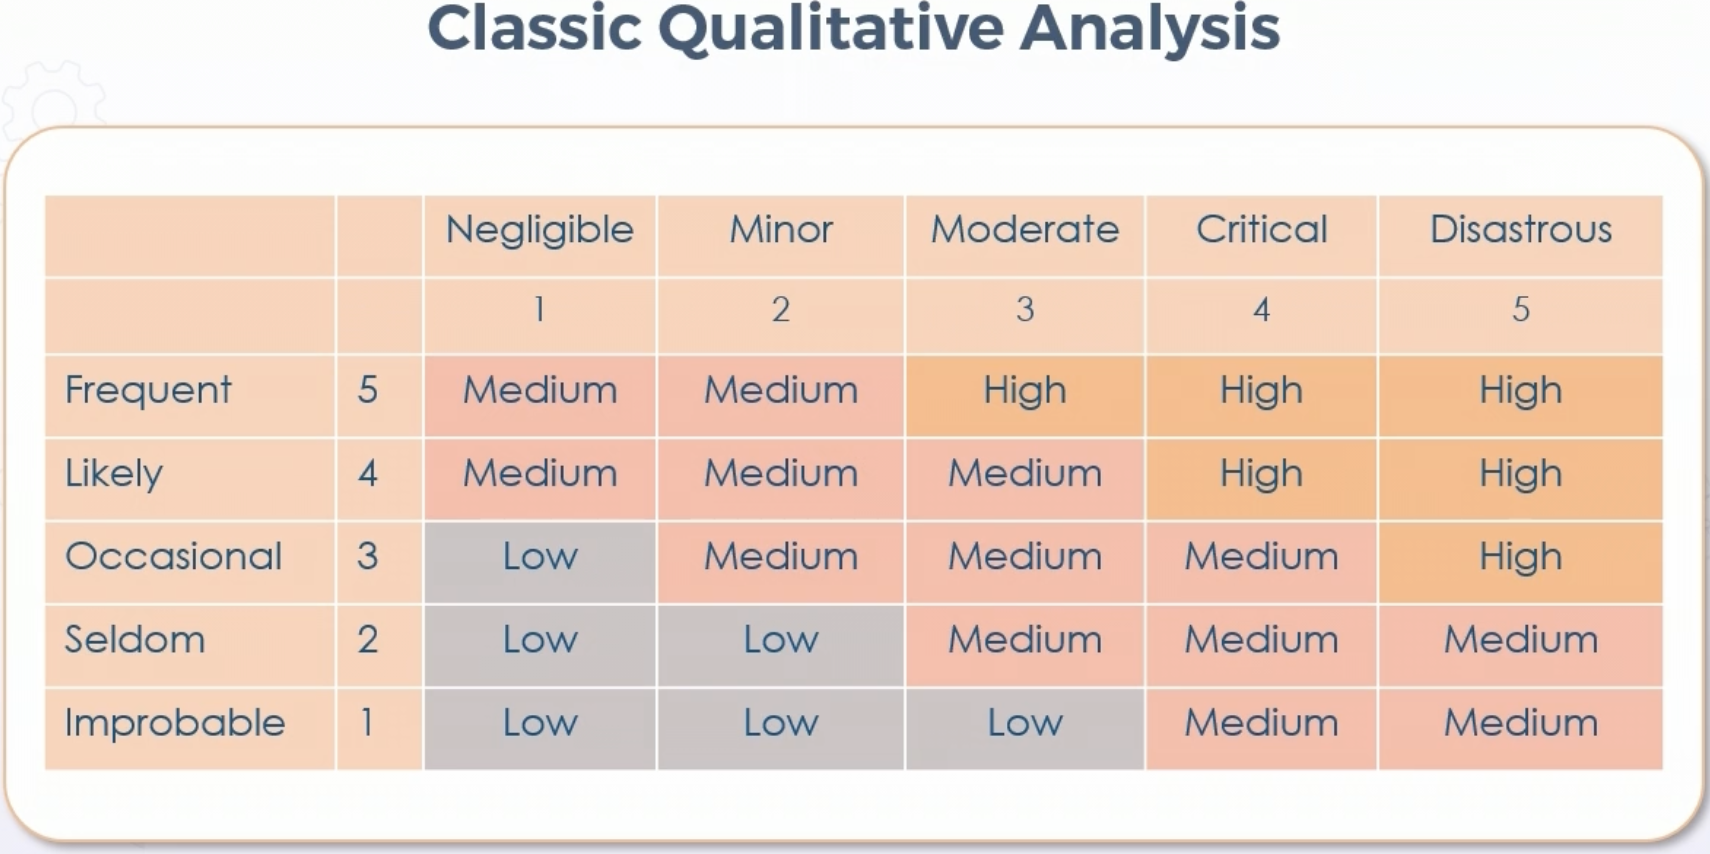 Classic Qualitative Analysis
Negligible Minor Moderate Critical Disastrous
1 2 3 4 5
Frequent 5 Medium Medium High High High
Likely 4 Medium Medium Medium High High
Occasional 3 Low Medium Medium Medium High
Seldom 2 Low Low Medium Medium Medium
Improbable 1 Low Low Low Medium Medium